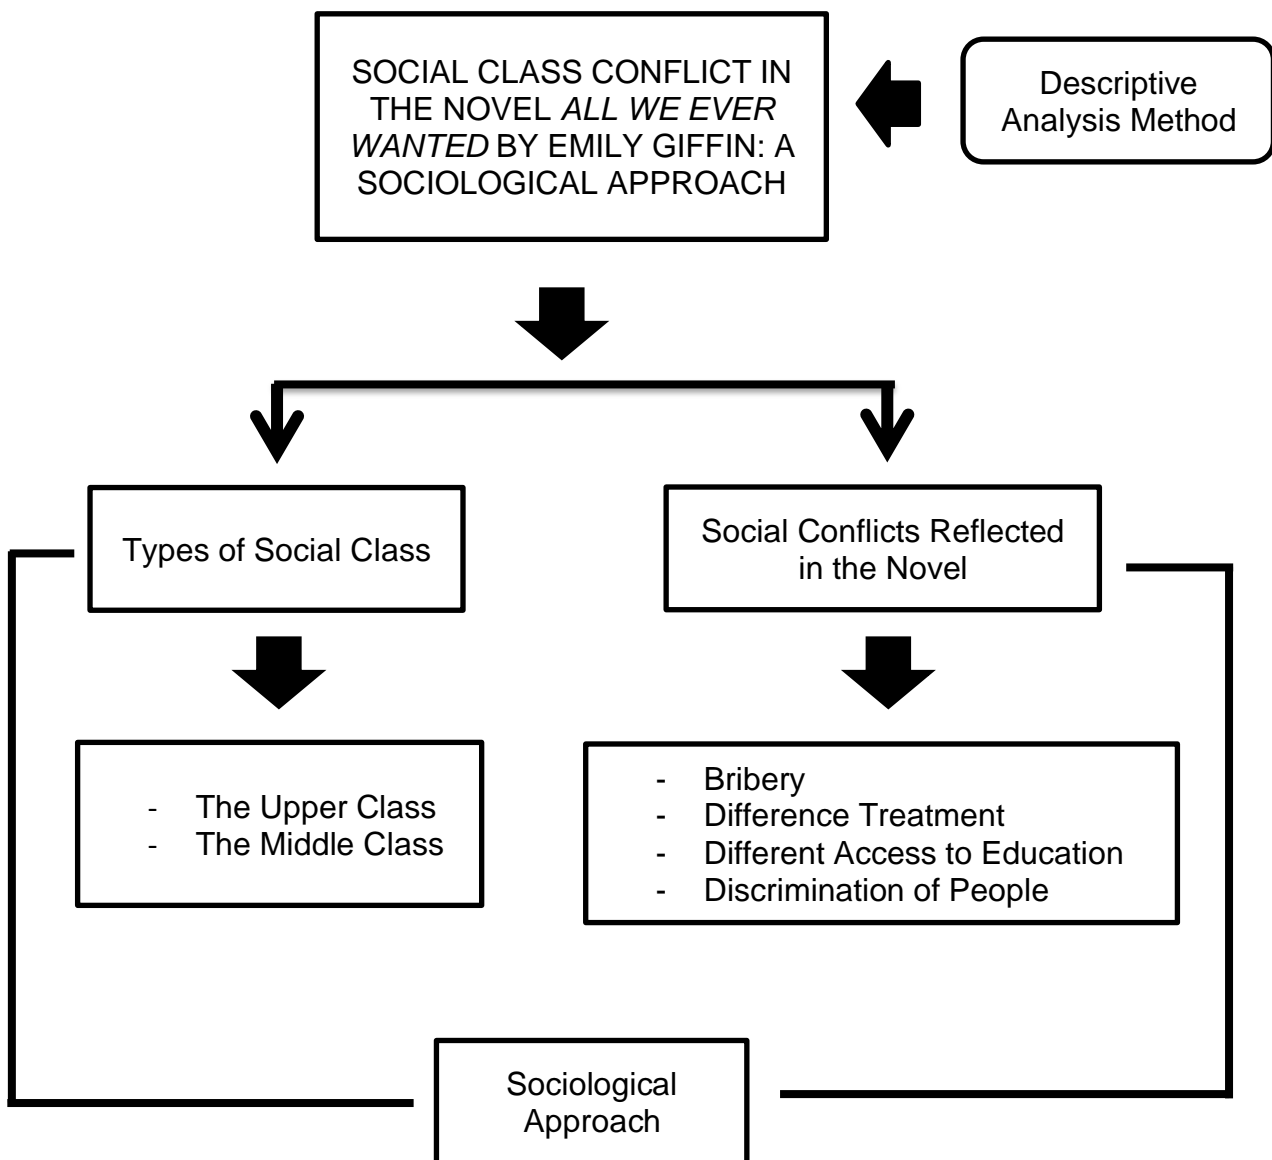 SOCIAL CLASS CONFLICT IN
THE NOVEL ALL WE EVER
WANTED BY EMILY GIFFIN: A
SOCIOLOGICAL APPROACH
Descriptive
Analysis Method
Types of Social Class
Social Conflicts Reflected
in the Novel
- The Upper Class
- The Middle Class
- Bribery
- Difference Treatment
- Different Access to Education
- Discrimination of People
Sociological
Approach